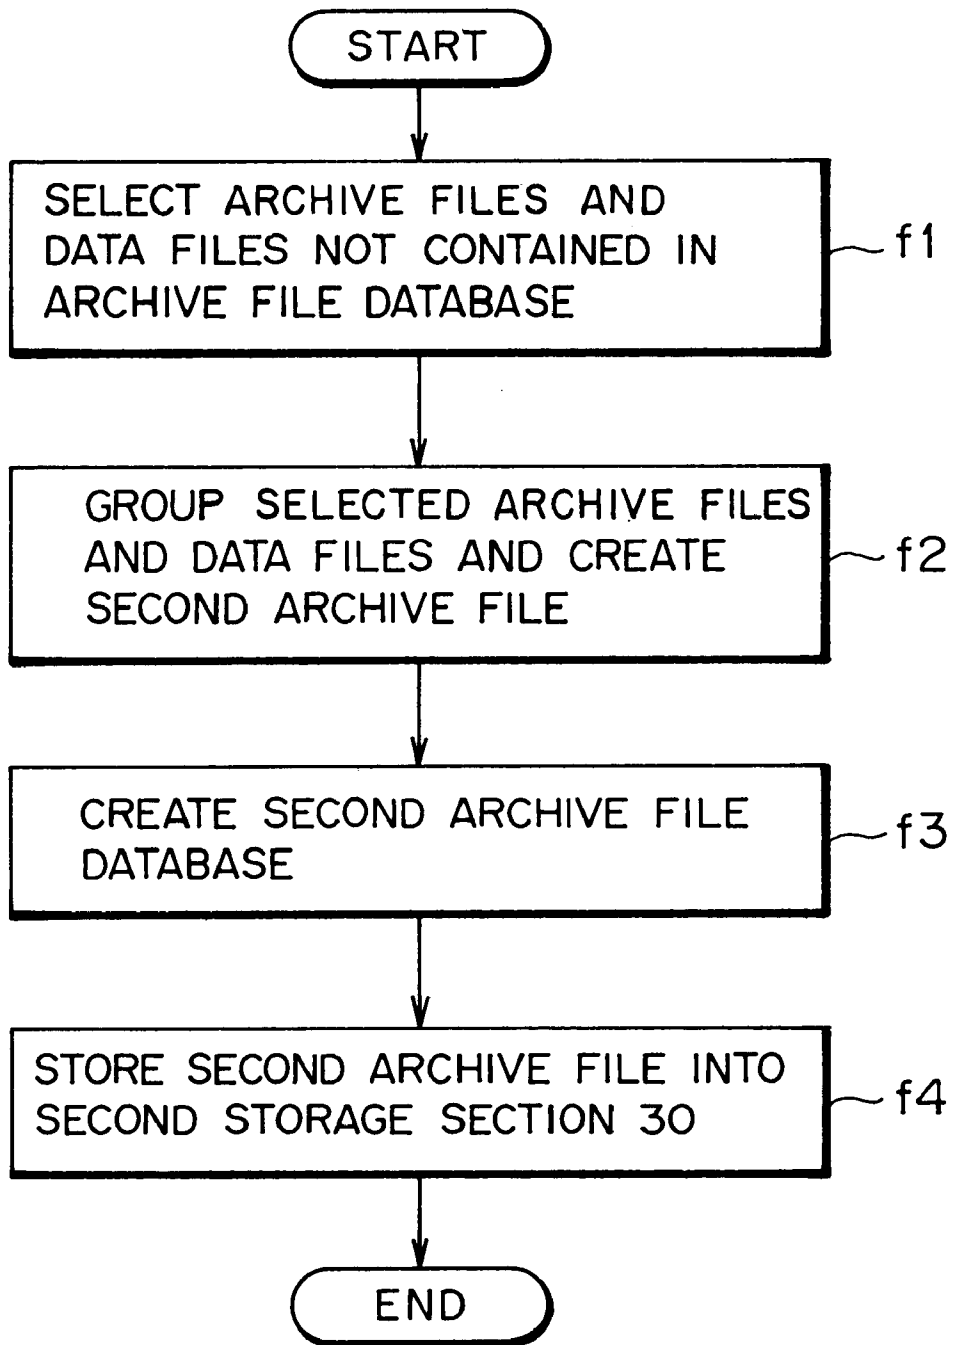 START
SELECT ARCHIVE FILES AND
DATA FILES NOT CONTAINED IN
ARCHIVE FILE DATABASE
f1
GROUP SELECTED ARCHIVE FILES
AND DATA FILES AND CREATE
SECOND ARCHIVE FILE
f2
CREATE SECOND ARCHIVE FILE
DATABASE
f3
STORE SECOND ARCHIVE FILE INTO
SECOND STORAGE SECTION 30
f4
END